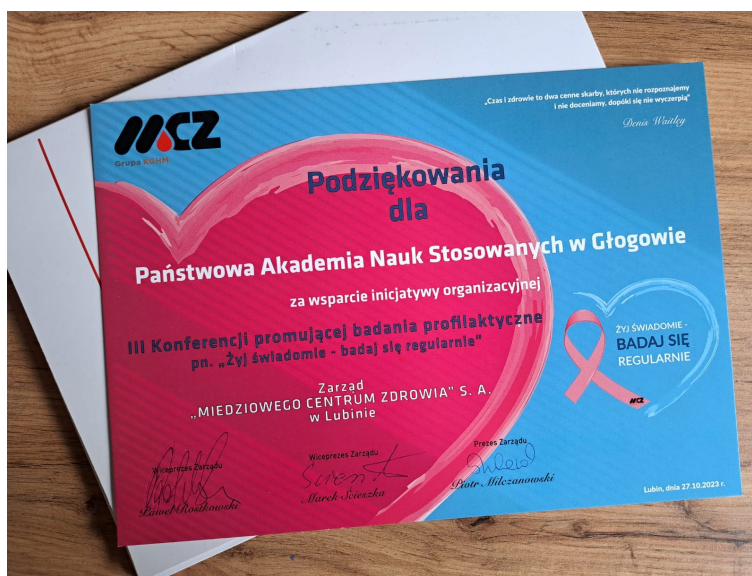 MCZ
Grupa KGHM
„Czas i zdrowie to dwa cenne skarby, których nie rozpoznajemy
i nie doceniamy, dopóki się nie wyczerpią"
Denis Waitley
Podziękowania
dla
Państwowa Akademia Nauk Stosowanych w Głogowie
za wsparcie inicjatywy organizacyjnej
III Konferencji promującej badania profilaktyczne
pn. „Żyj świadomie - badaj się regularnie"
ŻYJ ŚWIADOMIE -
BADAJ SIĘ
REGULARNIE
MCZ
Zarząd
„MIEDZIOWEGO CENTRUM ZDROWIA" S. A.
w Lubinie
Wiceprezes Zarządu
Paweł Rostkowski
Wiceprezes Zarządu
Marek Ścieszka
Prezes Zarządu
Piotr Milczanowski
Lubin, dnia 27.10.2023 r.